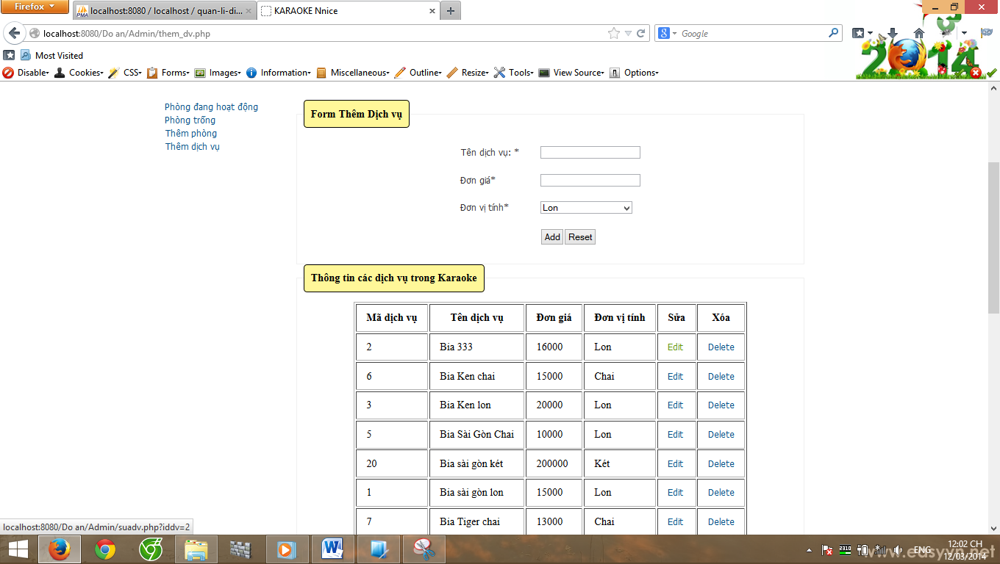 Firefox
localhost:8080 / localhost / quan-li-di...
KARAOKE Nnice
localhost:8080/Do an/Admin/them_dv.php
Google
Most Visited
Disable Cookies CSS Forms Images Information Miscellaneous Outline Resize Tools View Source Options
2014
Phòng đang hoạt động
Phòng trống
Thêm phòng
Thêm dịch vụ
Form Thêm Dịch vụ
Tên dịch vụ: *
Đơn giá*
Đơn vị tính* Lon
Add Reset
Thông tin các dịch vụ trong Karaoke
Mã dịch vụ Tên dịch vụ Đơn giá Đơn vị tính Sửa Xóa
2 Bia 333 16000 Lon Edit Delete
6 Bia Ken chai 15000 Chai Edit Delete
3 Bia Ken lon 20000 Lon Edit Delete
5 Bia Sài Gòn Chai 10000 Lon Edit Delete
20 Bia sài gòn két 200000 Két Edit Delete
1 Bia sài gòn lon 15000 Lon Edit Delete
7 Bia Tiger chai 13000 Chai Edit Delete
localhost:8080/Do an/Admin/suadv.php?iddv=2
2310 ENG 12:02 CH
12/03/2014
www.easyvn.net